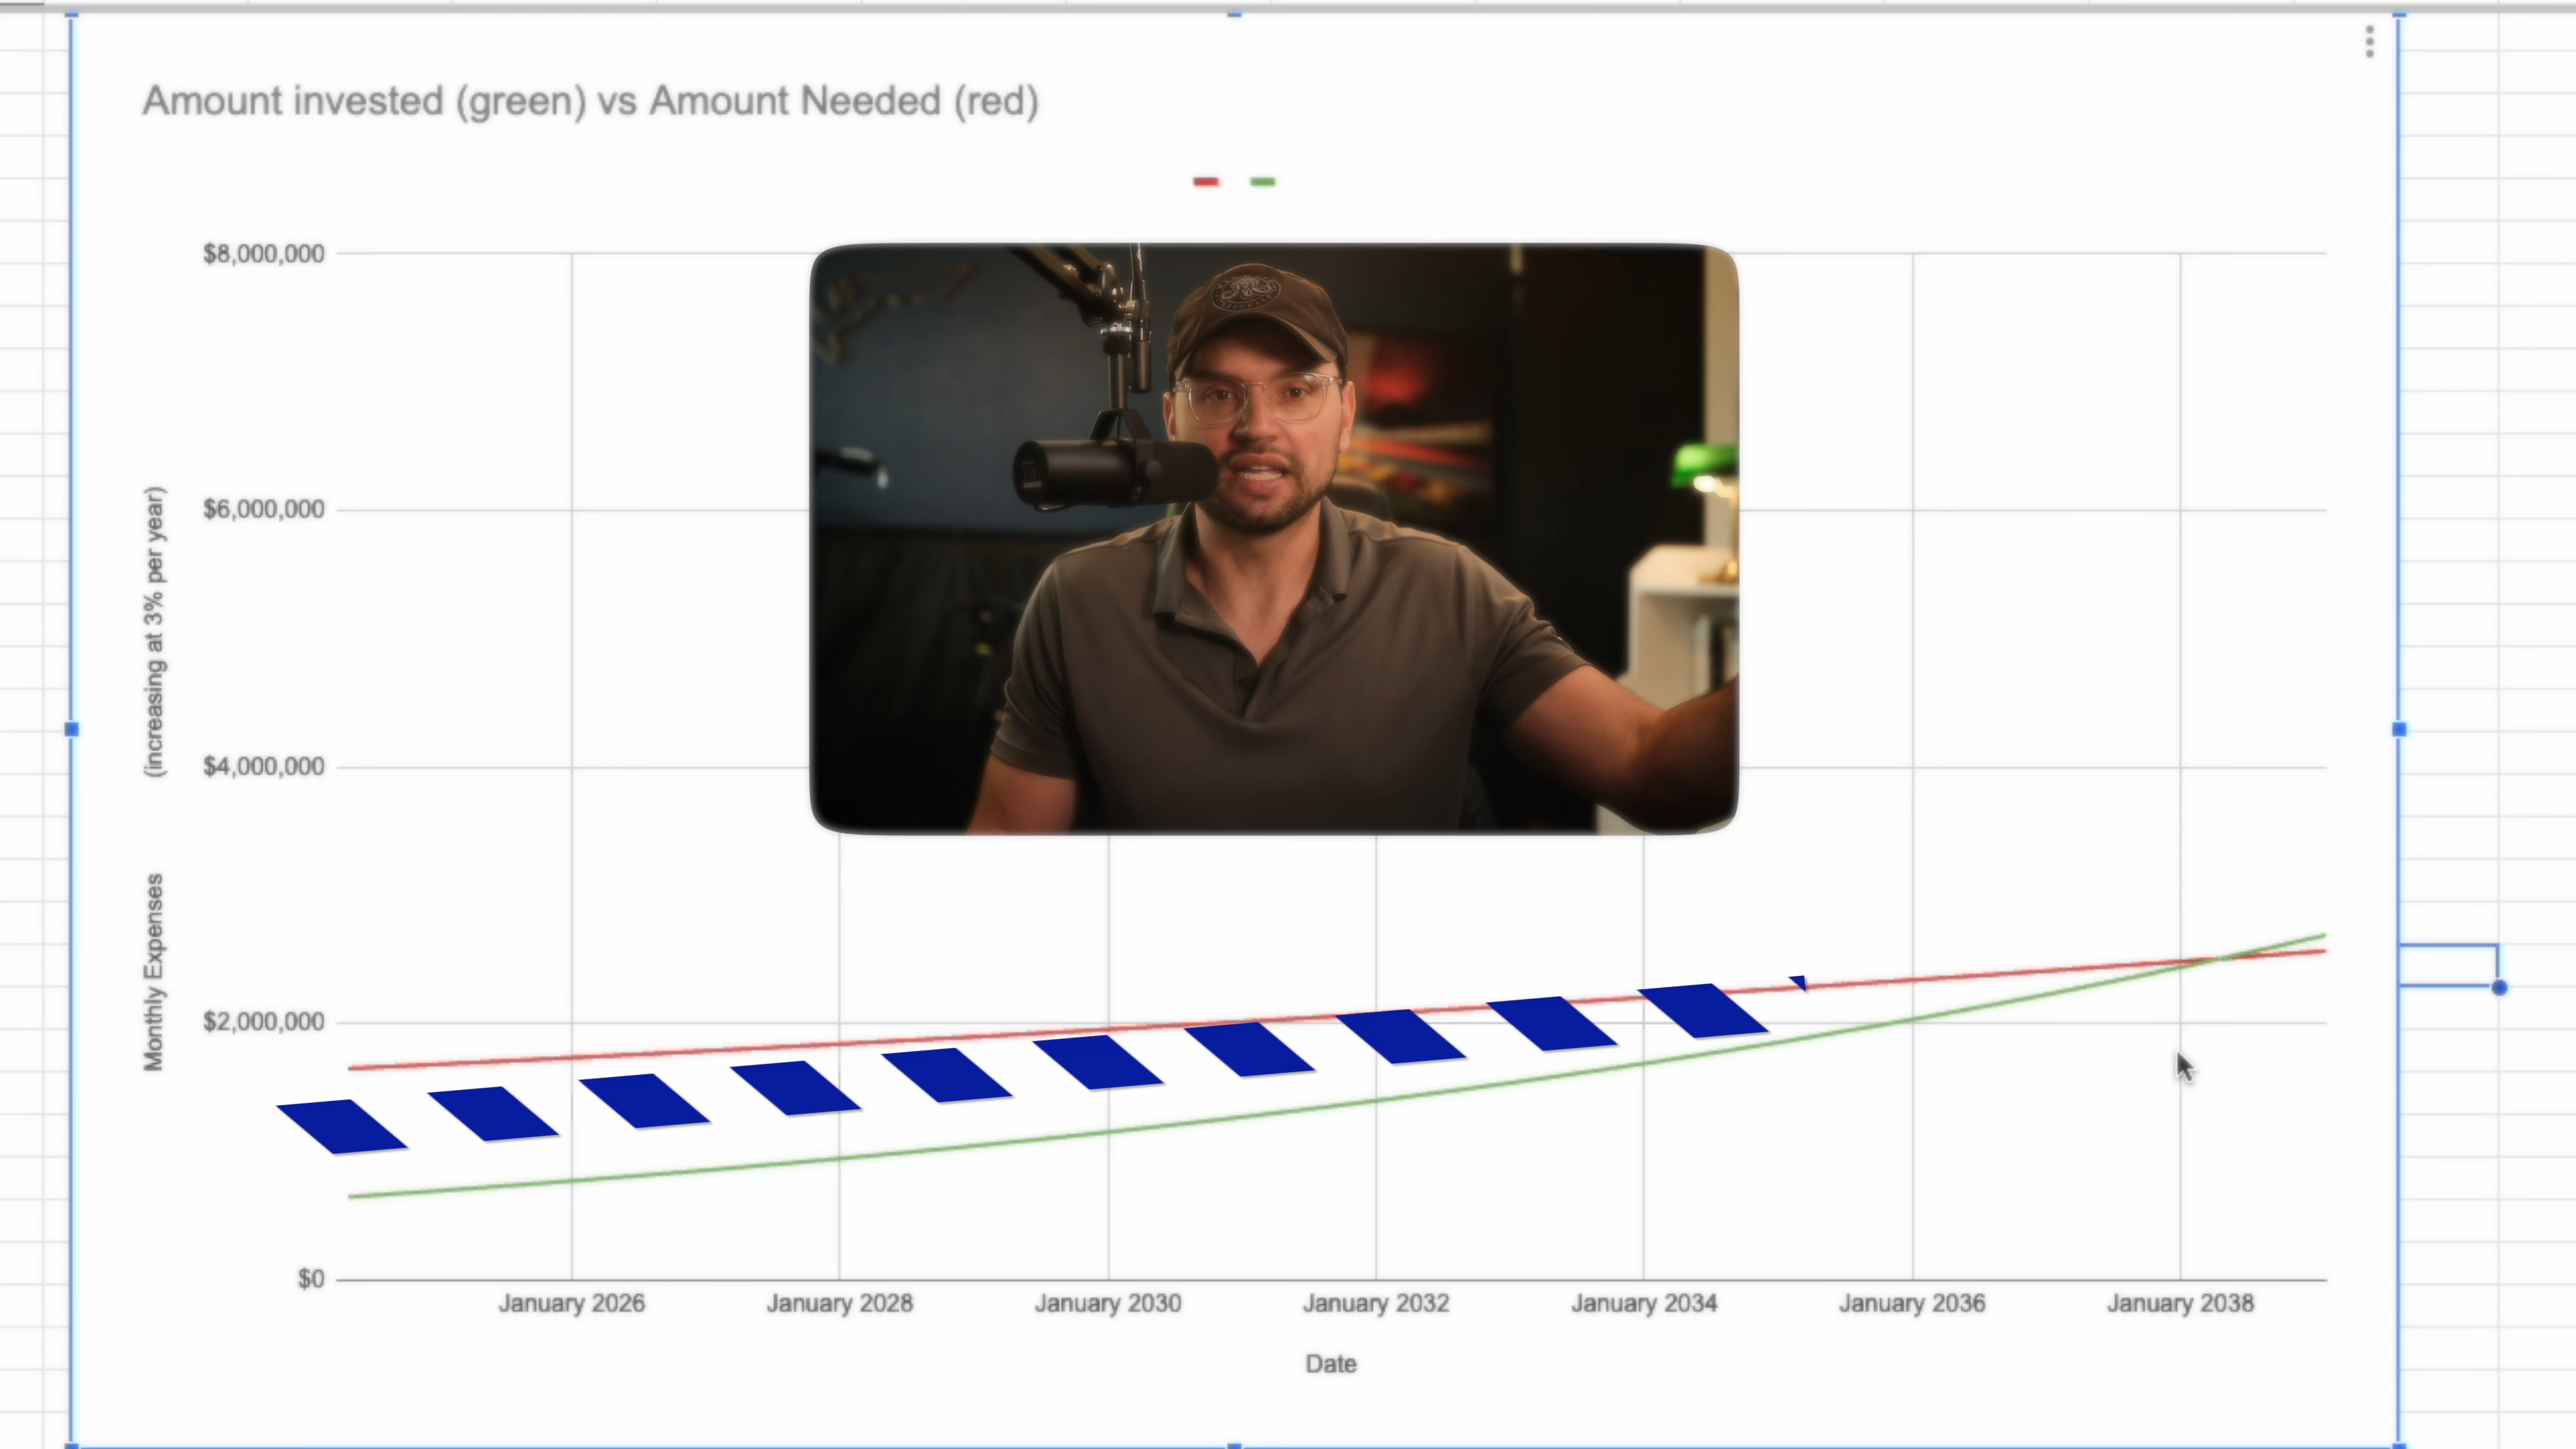 Amount invested (green) vs Amount Needed (red)
$8,000,000
$6,000,000
$4,000,000
$2,000,000
$0
Monthly Expenses (increasing at 3% per year)
January 2026
January 2028
January 2030
January 2032
January 2034
January 2036
January 2038
Date